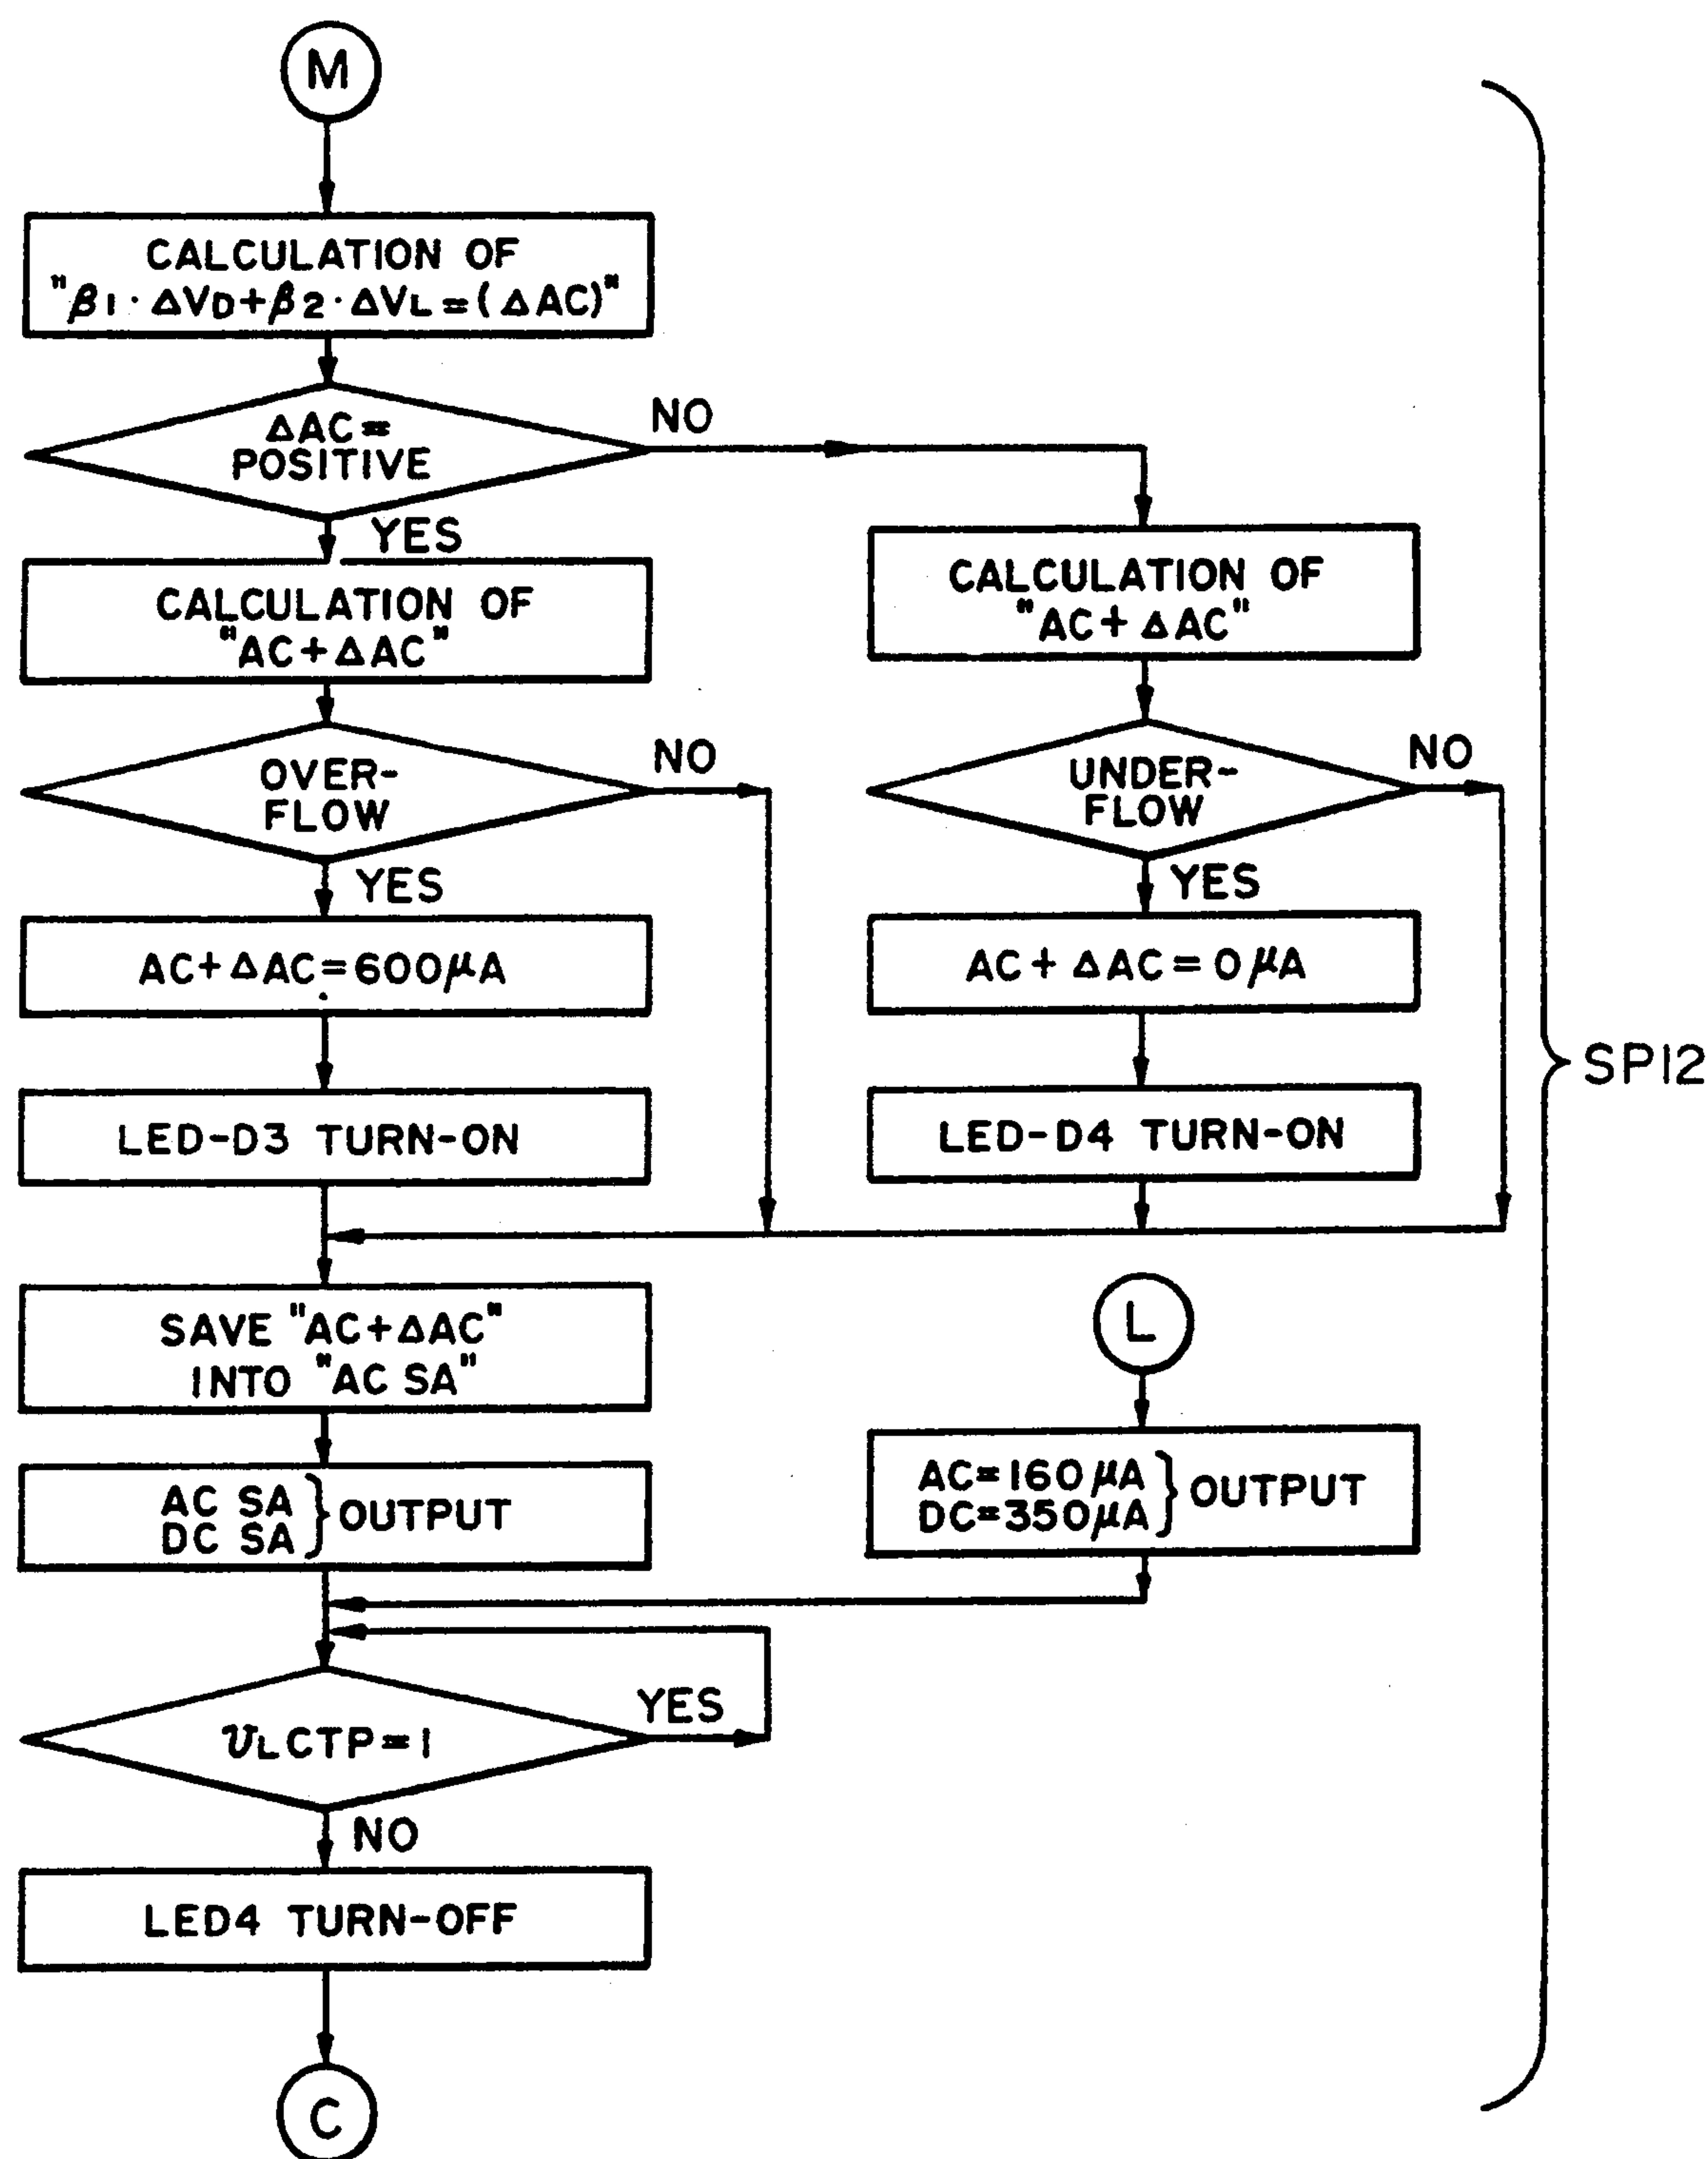 M
CALCULATION OF
"β1·ΔVD+β2·ΔVL=(ΔAC)"
ΔAC=
POSITIVE
NO
YES
CALCULATION OF
"AC+ΔAC"
CALCULATION OF
"AC+ΔAC"
OVER-
FLOW
NO
YES
UNDER-
FLOW
NO
YES
AC+ΔAC=600μA
AC+ΔAC=0μA
LED-D3 TURN-ON
LED-D4 TURN-ON
SP12
SAVE "AC+ΔAC"
INTO "AC SA"
L
AC SA
DC SA
} OUTPUT
AC=160μA
DC=350μA
} OUTPUT
υLCTP=1
YES
NO
LED4 TURN-OFF
C